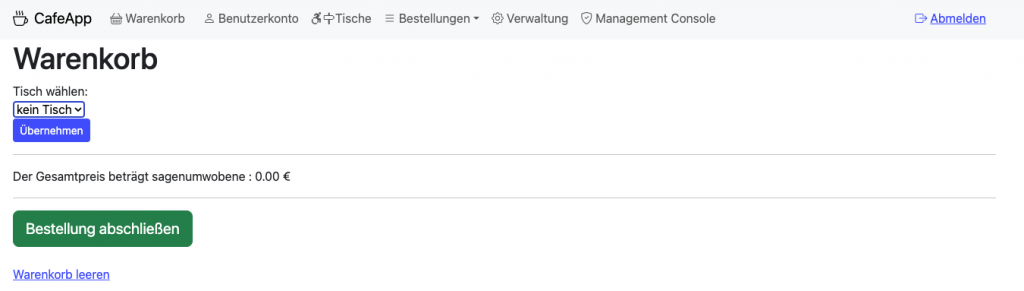 CafeApp Warenkorb Benutzerkonto Tische Bestellungen Verwaltung Management Console Abmelden
Warenkorb
Tisch wählen:
kein Tisch
Übernehmen
Der Gesamtpreis beträgt sagenumwobene : 0.00 €
Bestellung abschließen
Warenkorb leeren